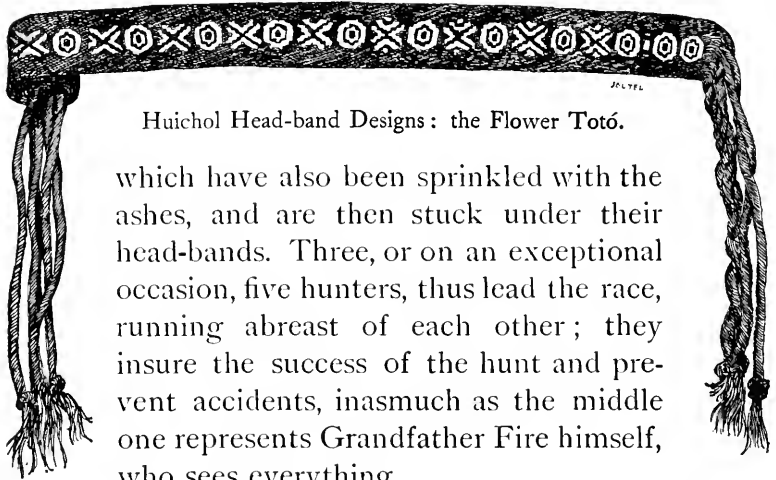 Huichol Head-band Designs: the Flower Totó.
which have also been sprinkled with the
ashes, and are then stuck under their
head-bands. Three, or on an exceptional
occasion, five hunters, thus lead the race,
running abreast of each other; they
insure the success of the hunt and pre-
vent accidents, inasmuch as the middle
one represents Grandfather Fire himself,
who sees everything